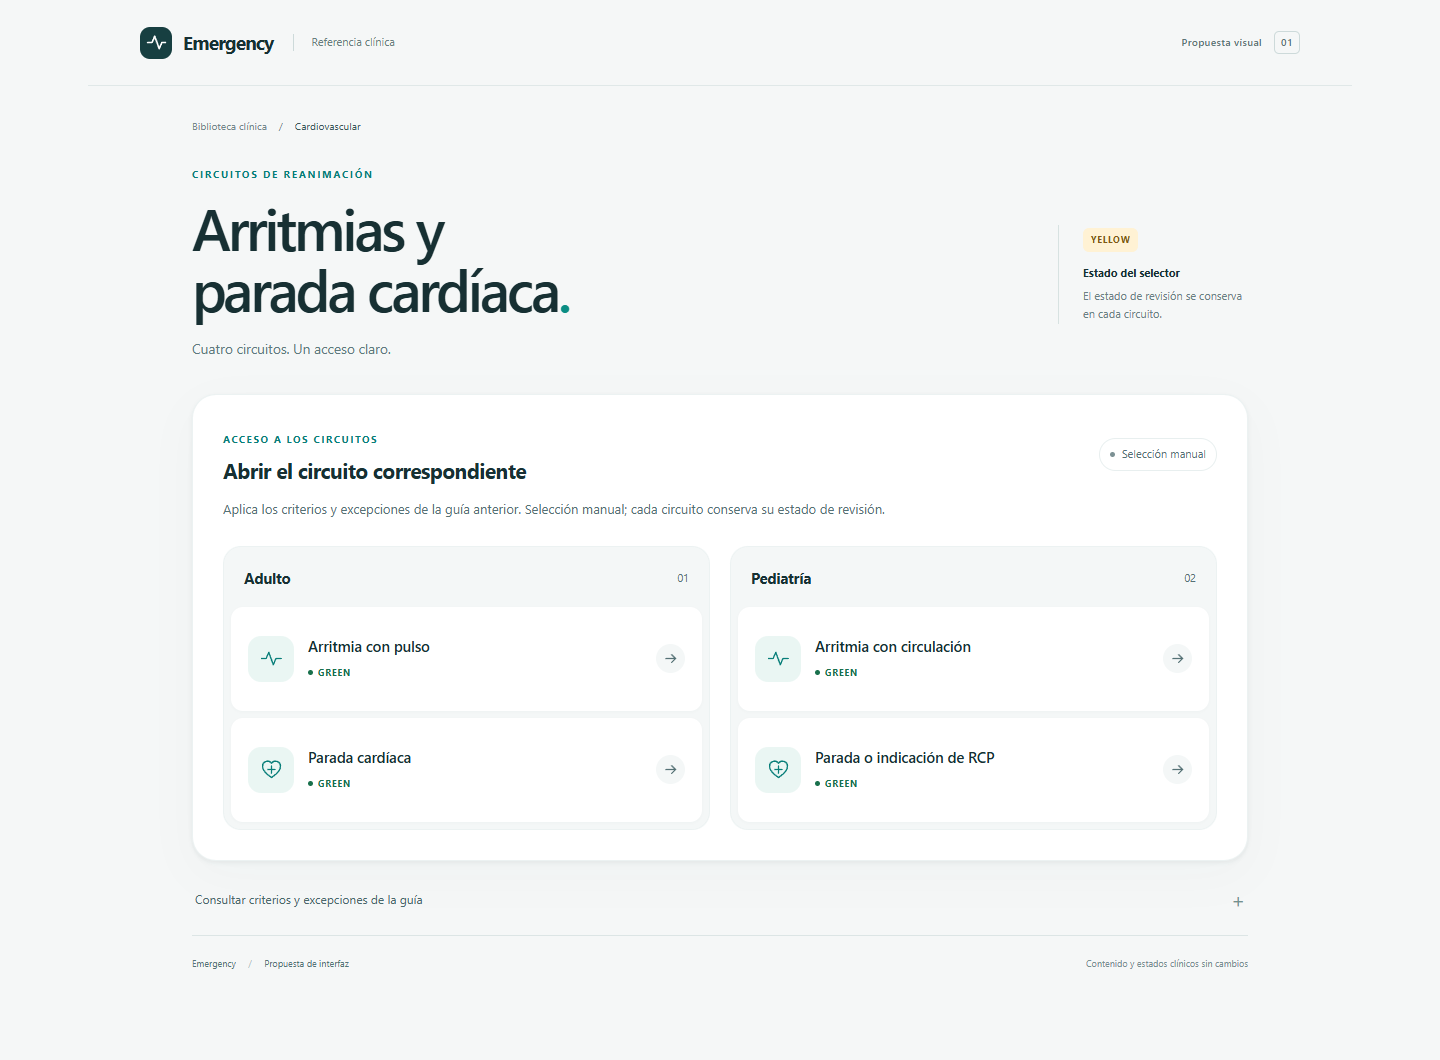 Emergency
Referencia clínica
Propuesta visual 01
Biblioteca clínica / Cardiovascular
CIRCUITOS DE REANIMACIÓN
Arritmias y
parada cardíaca.
Cuatro circuitos. Un acceso claro.
YELLOW
Estado del selector
El estado de revisión se conserva
en cada circuito.
ACCESO A LOS CIRCUITOS
Abrir el circuito correspondiente
Selección manual
Aplica los criterios y excepciones de la guía anterior. Selección manual; cada circuito conserva su estado de revisión.
Adulto 01
Arritmia con pulso
GREEN
Parada cardíaca
GREEN
Pediatría 02
Arritmia con circulación
GREEN
Parada o indicación de RCP
GREEN
Consultar criterios y excepciones de la guía
Emergency / Propuesta de interfaz
Contenido y estados clínicos sin cambios